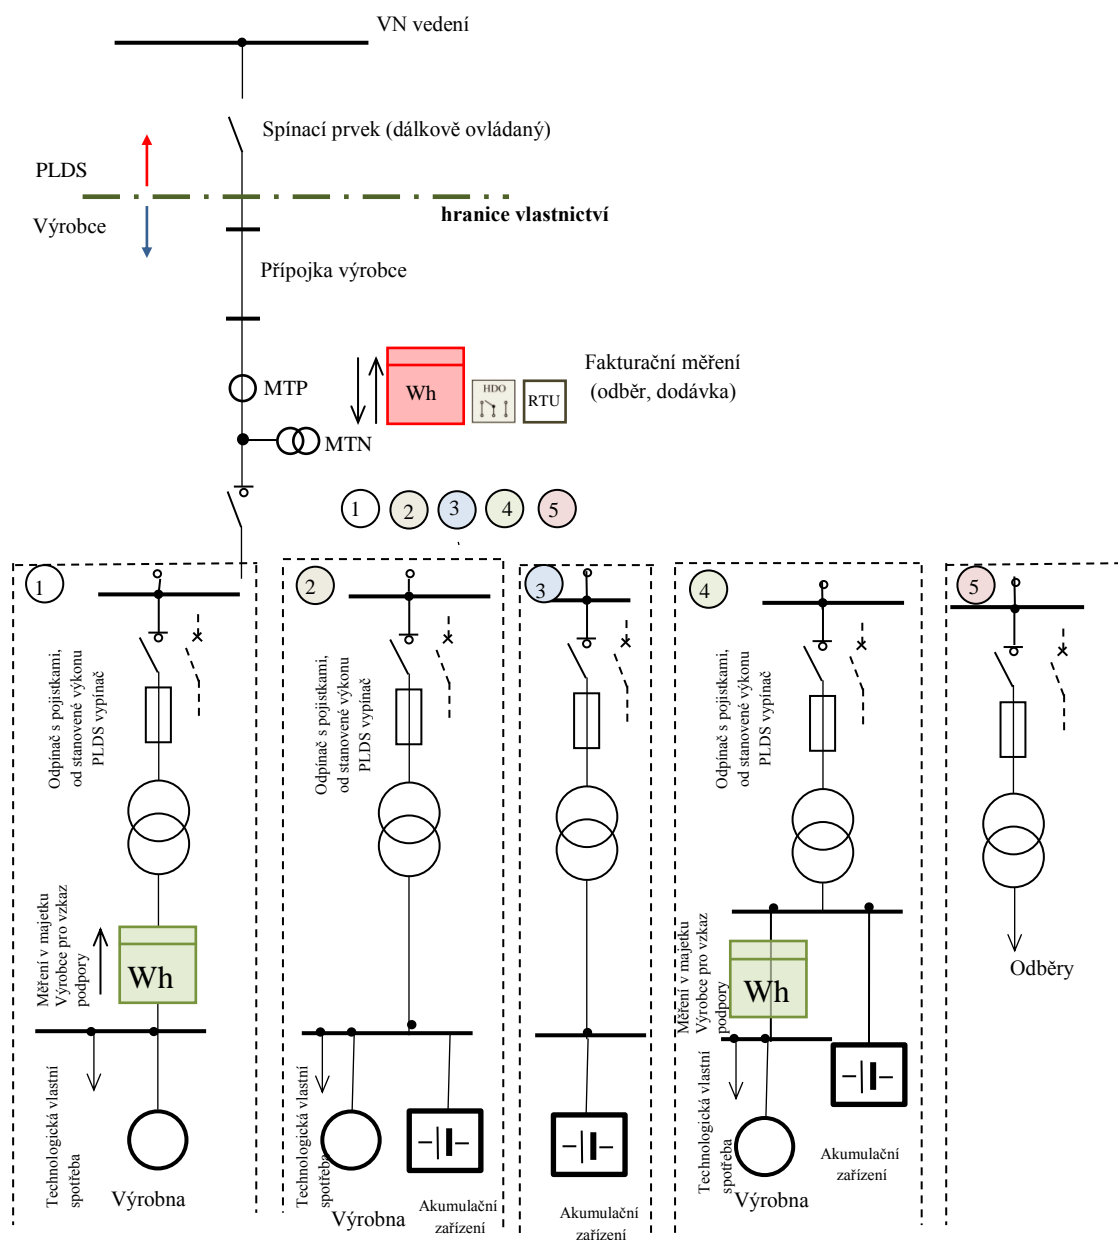 VN vedení
Spínací prvek (dálkově ovládaný)
PLDS
hranice vlastnictví
Výrobce
Přípojka výrobce
MTP
Wh
HDO
RTU
Fakturační měření
(odběr, dodávka)
MTN
1
2
3
4
5
1
Odpínač s pojistkami,
od stanovené výkonu
PLDS vypínač
Měření v majetku
Výrobce pro vzkaz
podpory
Wh
Technologická vlastní
spotřeba
Výrobna
2
Odpínač s pojistkami,
od stanovené výkonu
PLDS vypínač
Technologická vlastní
spotřeba
Výrobna
Akumulační
zařízení
3
Akumulační
zařízení
4
Odpínač s pojistkami,
od stanovené výkonu
PLDS vypínač
Měření v majetku
Výrobce pro vzkaz
podpory
Wh
Technologická vlastní
spotřeba
Výrobna
Akumulační
zařízení
5
Odběry